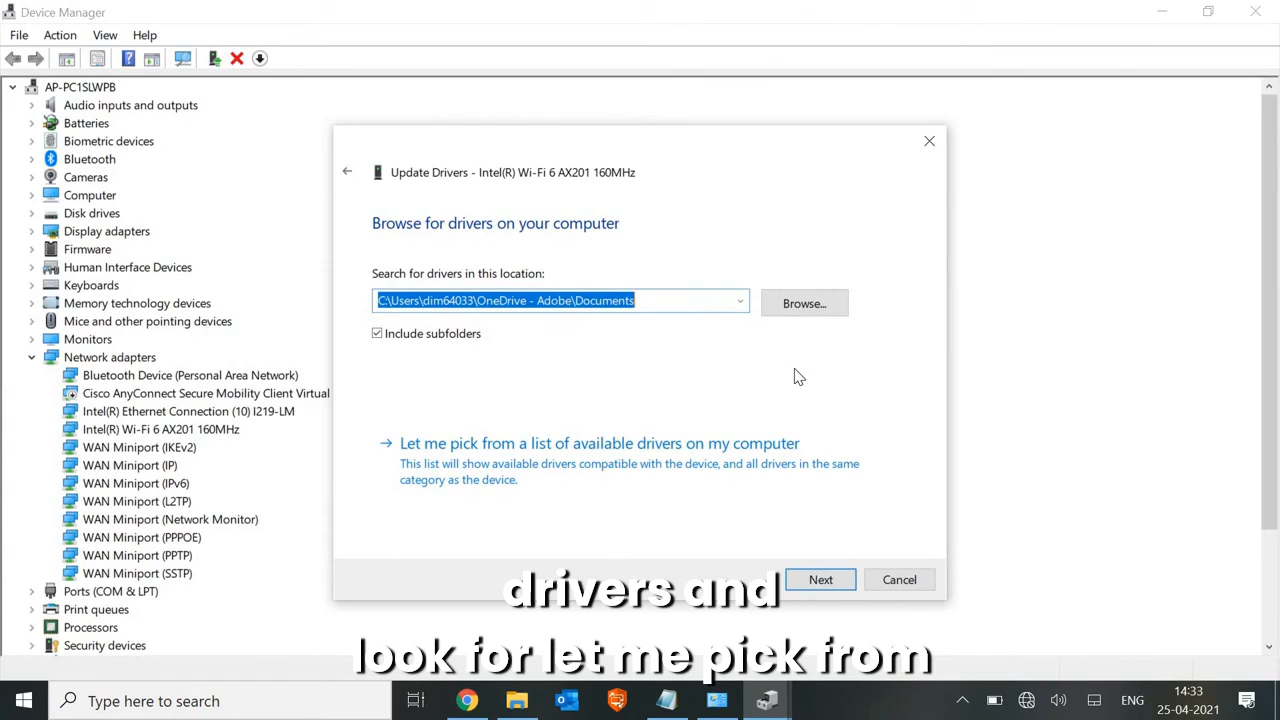 Device Manager
File Action View Help
AP-PC1SLWPB
Audio inputs and outputs
Batteries
Biometric devices
Bluetooth
Cameras
Computer
Disk drives
Display adapters
Firmware
Human Interface Devices
Keyboards
Memory technology devices
Mice and other pointing devices
Monitors
Network adapters
Bluetooth Device (Personal Area Network)
Cisco AnyConnect Secure Mobility Client Virtual
Intel(R) Ethernet Connection (10) I219-LM
Intel(R) Wi-Fi 6 AX201 160MHz
WAN Miniport (IKEv2)
WAN Miniport (IP)
WAN Miniport (IPv6)
WAN Miniport (L2TP)
WAN Miniport (Network Monitor)
WAN Miniport (PPPOE)
WAN Miniport (PPTP)
WAN Miniport (SSTP)
Ports (COM & LPT)
Print queues
Processors
Security devices
Update Drivers - Intel(R) Wi-Fi 6 AX201 160MHz
Browse for drivers on your computer
Search for drivers in this location:
C:\Users\dim64033\OneDrive - Adobe\Documents
Browse...
Include subfolders
Let me pick from a list of available drivers on my computer
This list will show available drivers compatible with the device, and all drivers in the same
category as the device.
Next Cancel
drivers and
look for let me pick from
Type here to search
ENG
14:33
25-04-2021